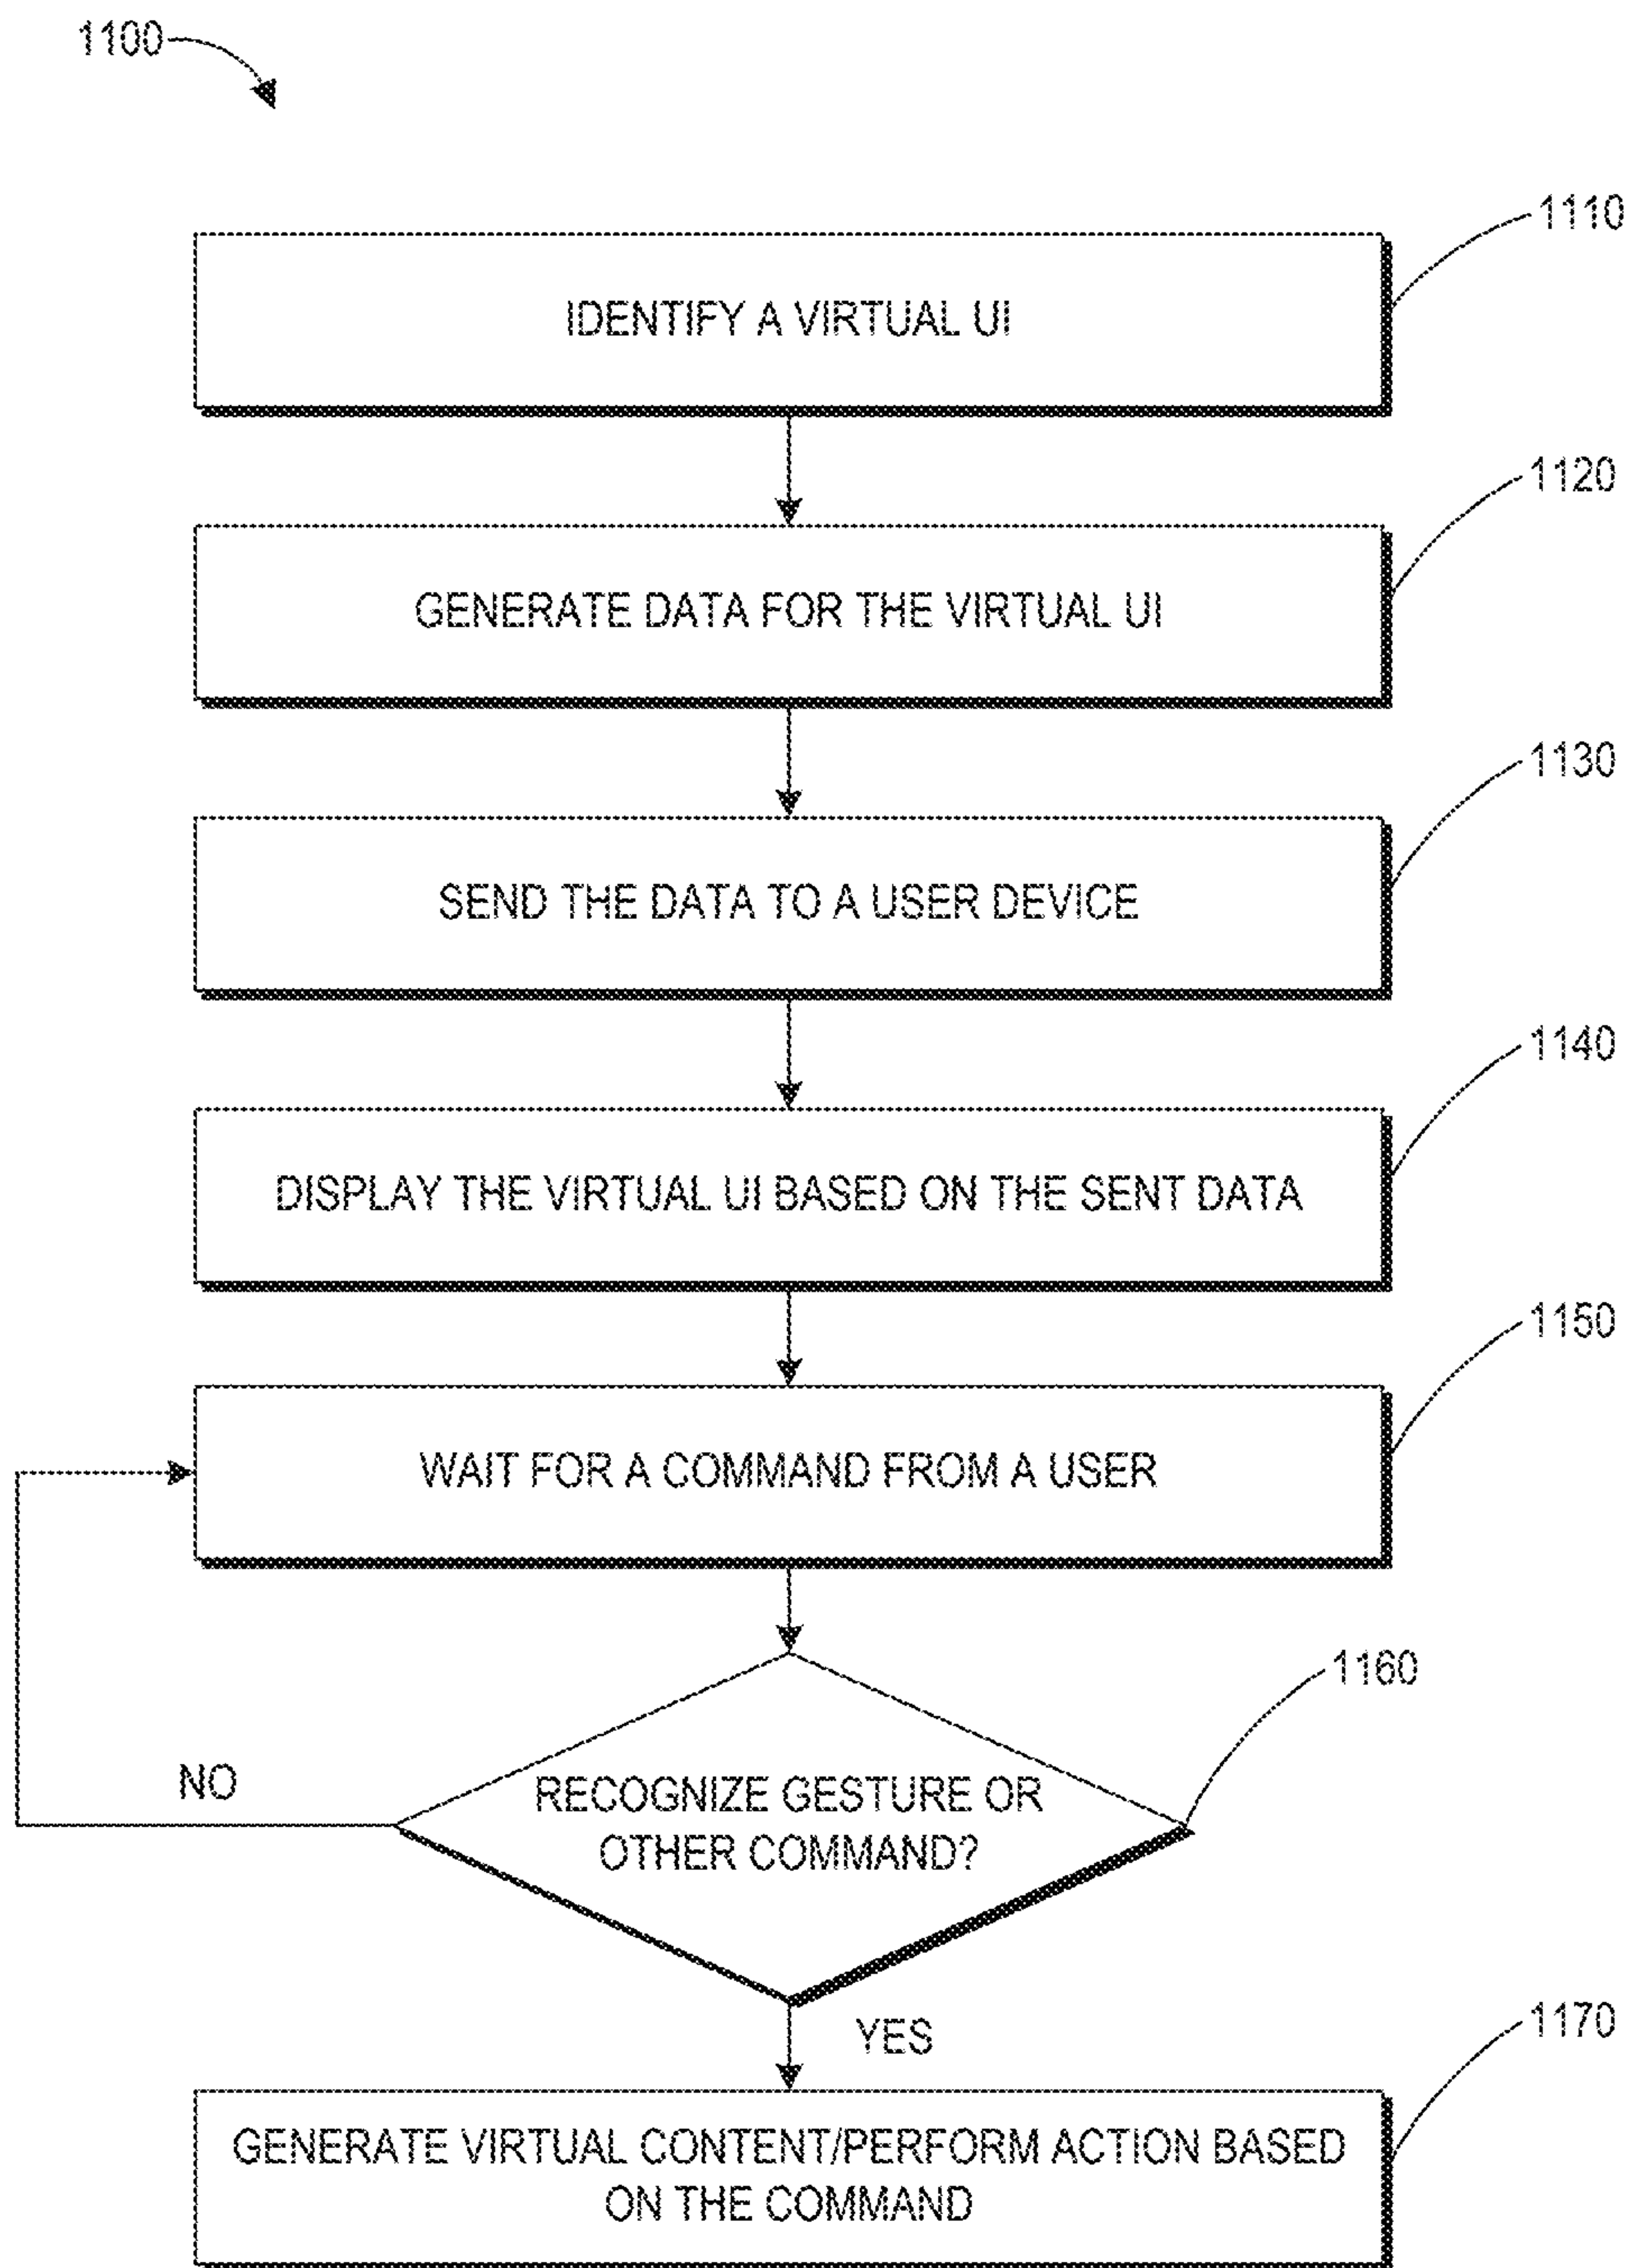 1100
1110
IDENTIFY A VIRTUAL UI
1120
GENERATE DATA FOR THE VIRTUAL UI
1130
SEND THE DATA TO A USER DEVICE
1140
DISPLAY THE VIRTUAL UI BASED ON THE SENT DATA
1150
WAIT FOR A COMMAND FROM A USER
1160
NO
RECOGNIZE GESTURE OR
OTHER COMMAND?
YES
1170
GENERATE VIRTUAL CONTENT/PERFORM ACTION BASED
ON THE COMMAND